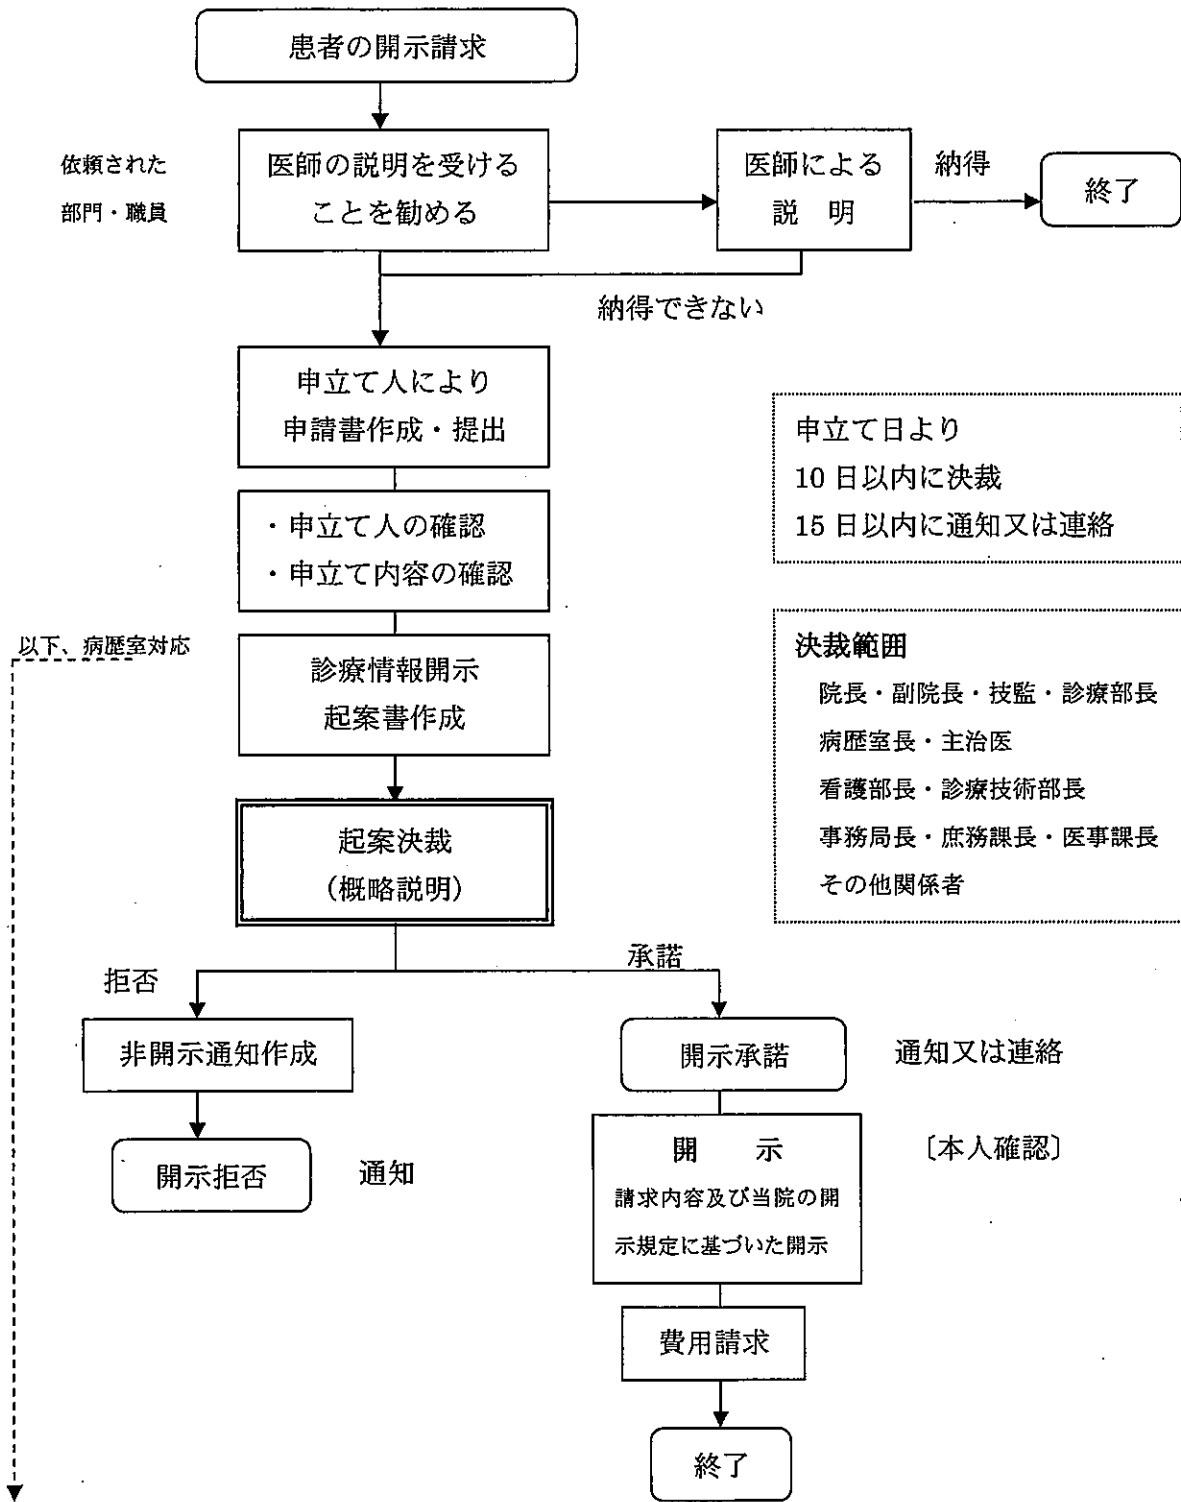 患者の開示請求
依頼された
部門・職員
医師の説明を受ける
ことを勧める
医師による
説　明
納得
終了
納得できない
申立て人により
申請書作成・提出
申立て日より
10 日以内に決裁
15 日以内に通知又は連絡
・申立て人の確認
・申立て内容の確認
以下、病歴室対応
診療情報開示
起案書作成
決裁範囲
院長・副院長・技監・診療部長
病歴室長・主治医
看護部長・診療技術部長
事務局長・庶務課長・医事課長
その他関係者
起案決裁
（概略説明）
拒否
承諾
非開示通知作成
開示承諾
通知又は連絡
開示拒否
通知
開　　示
請求内容及び当院の開
示規定に基づいた開示
〔本人確認〕
費用請求
終了